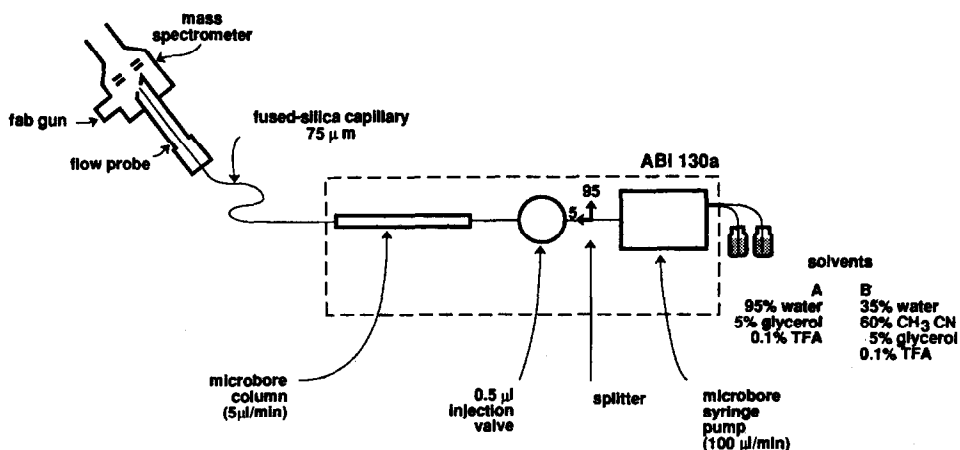 mass
spectrometer
fab gun
flow probe
fused-silica capillary
75 μm
ABI 130a
95
5
solvents
A
95% water
5% glycerol
0.1% TFA
B
35% water
60% CH3 CN
5% glycerol
0.1% TFA
microbore
column
(5μl/min)
0.5 μl
injection
valve
splitter
microbore
syringe
pump
(100 μl/min)